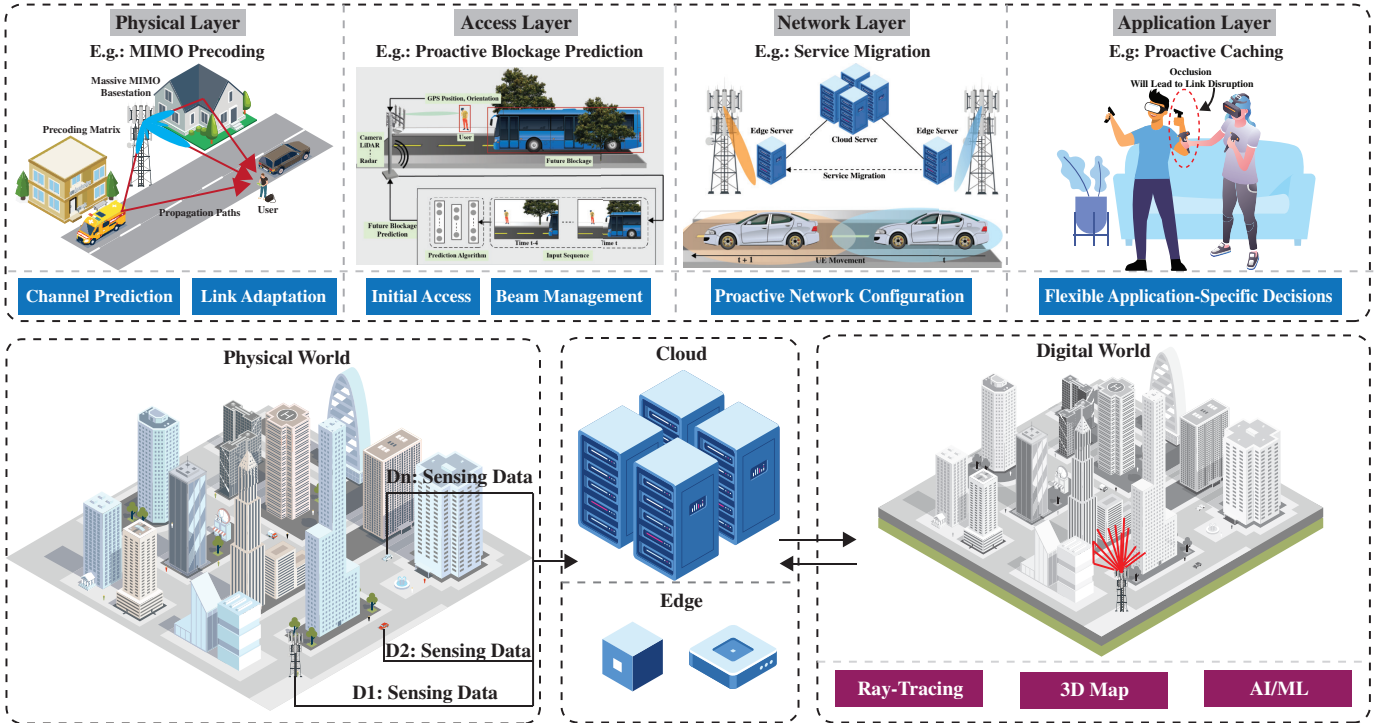 Physical Layer
E.g.: MIMO Precoding
Massive MIMO
Basestation
Precoding Matrix
Propagation Paths
User
Channel Prediction
Link Adaptation
Access Layer
E.g.: Proactive Blockage Prediction
GPS Position, Orientation
User
Camera
LiDAR
Radar
Future Blockage
Future Blockage
Prediction
Time t-4
Time t
Prediction Algorithm
Input Sequence
Initial Access
Beam Management
Network Layer
E.g.: Service Migration
Edge Server
Cloud Server
Edge Server
Service Migration
t + 1
UE Movement
t
Proactive Network Configuration
Application Layer
E.g: Proactive Caching
Occlusion
Will Lead to Link Disruption
Flexible Application-Specific Decisions
Physical World
H
Dn: Sensing Data
D2: Sensing Data
D1: Sensing Data
Cloud
Edge
Digital World
Ray-Tracing
3D Map
AI/ML